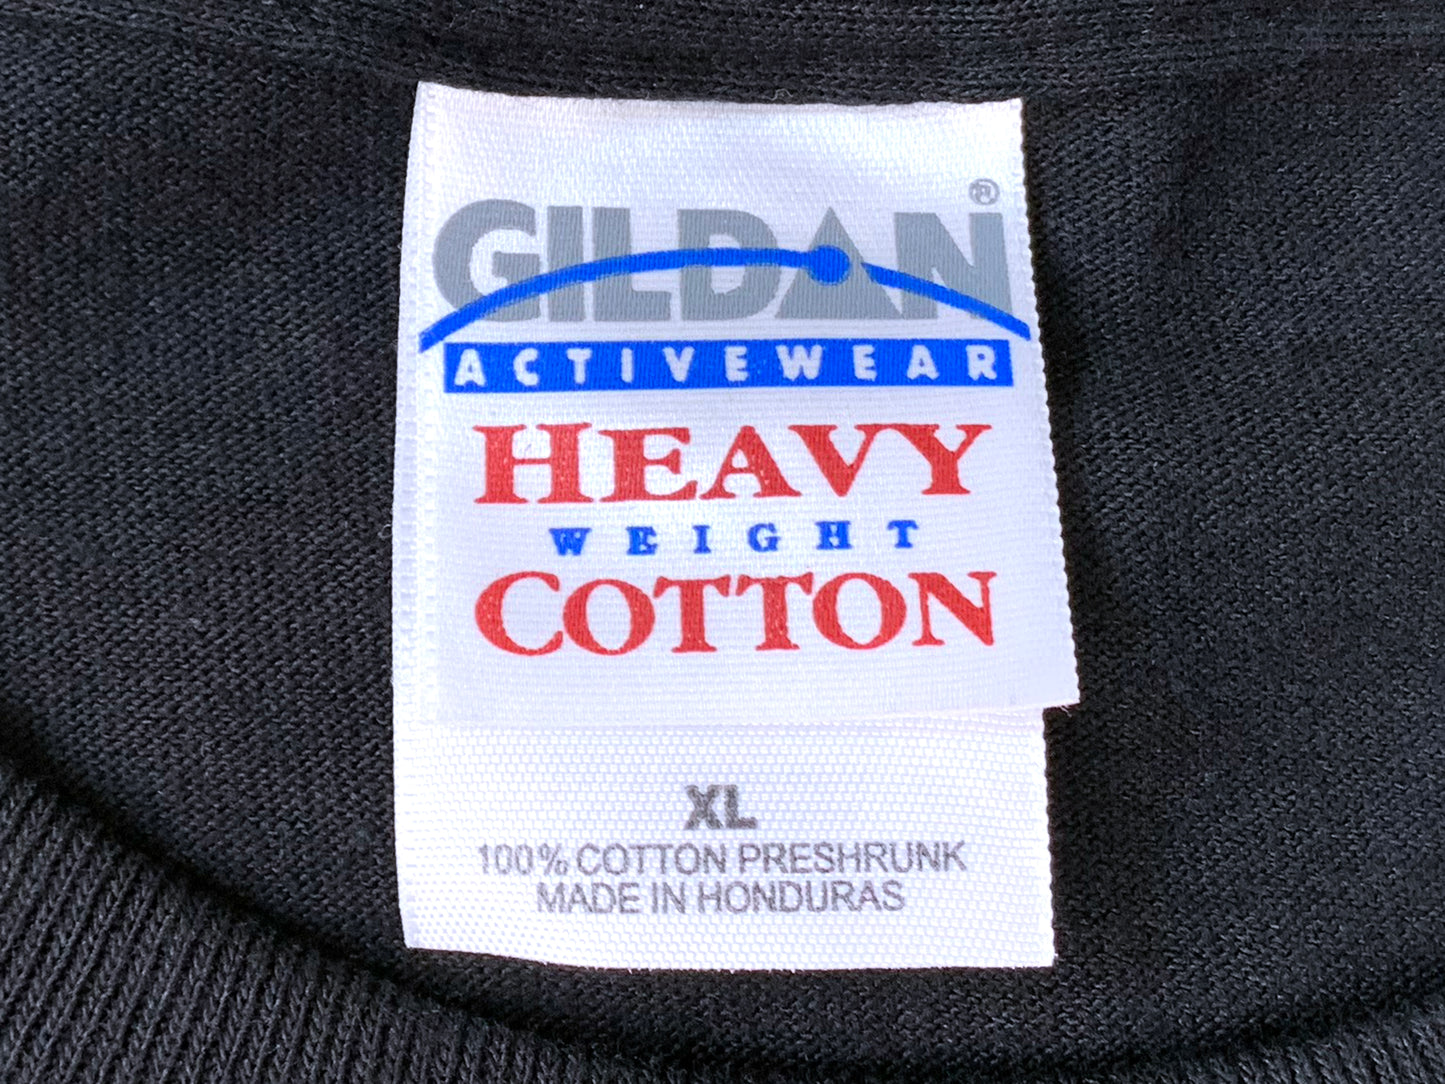 GILDAN®
ACTIVEWEAR
HEAVY
WEIGHT
COTTON
XL
100% COTTON PRESHRUNK
MADE IN HONDURAS